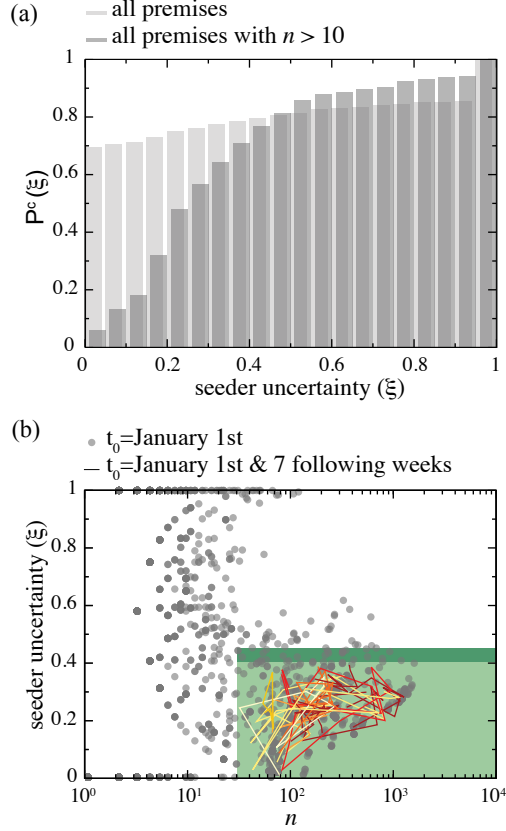 (a)
all premises
all premises with n > 10
1
0.8
0.6
0.4
0.2
0
P^c(ξ)
0 0.2 0.4 0.6 0.8 1
seeder uncertainty (ξ)
(b)
t_0=January 1st
t_0=January 1st & 7 following weeks
1
0.8
0.6
0.4
0.2
0
seeder uncertainty (ξ)
10^0 10^1 10^2 10^3 10^4
n